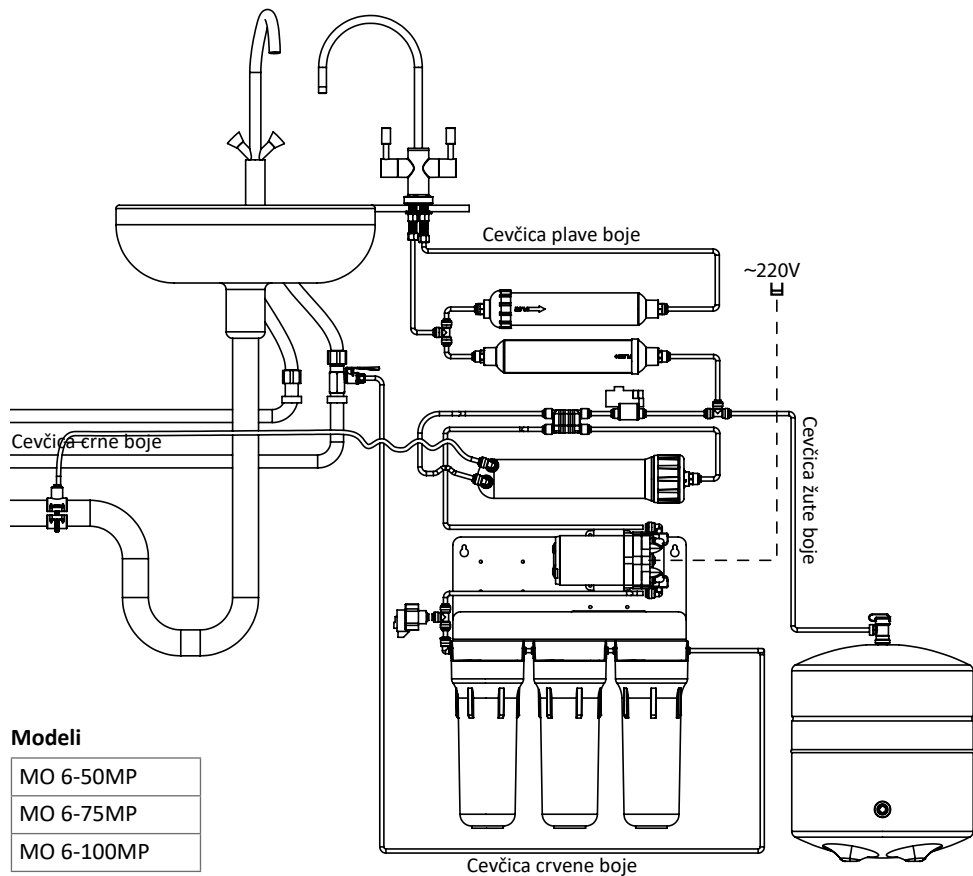 Cevčica plave boje
~220V
Cevčica crne boje
Cevčica žute boje
Modeli
MO 6-50MP
MO 6-75MP
MO 6-100MP
Cevčica crvene boje